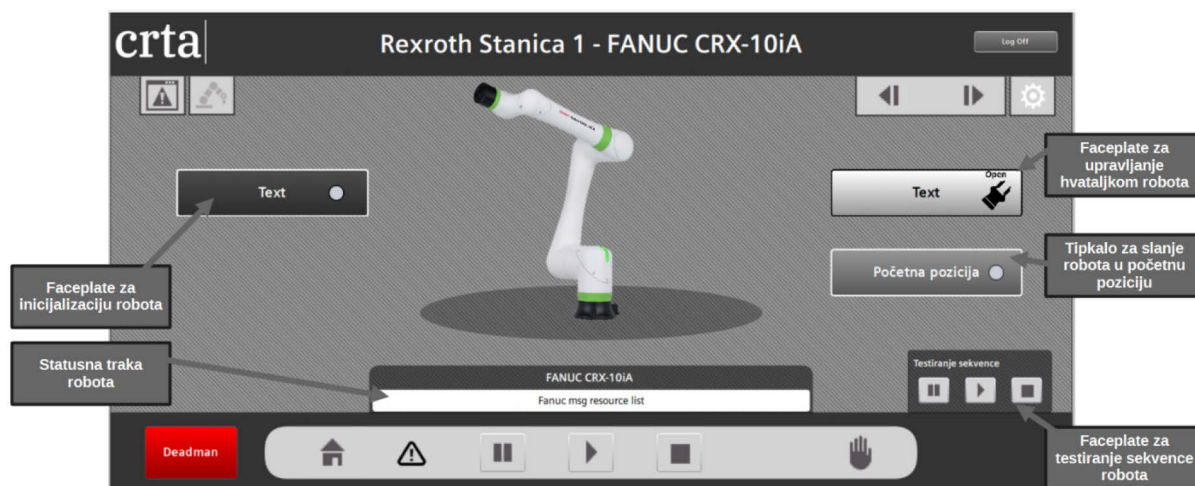 crta
Rexroth Stanica 1 - FANUC CRX-10iA
Log Off
Faceplate za
upravljanje
hvataljkom robota
Text
Open
Text
Tipkalo za slanje
robota u početnu
poziciju
Početna pozicija
Faceplate za
inicijalizaciju robota
Statusna traka
robota
FANUC CRX-10iA
Fanuc msg resource list
Testiranje sekvence
Deadman
Faceplate za
testiranje sekvence
robota